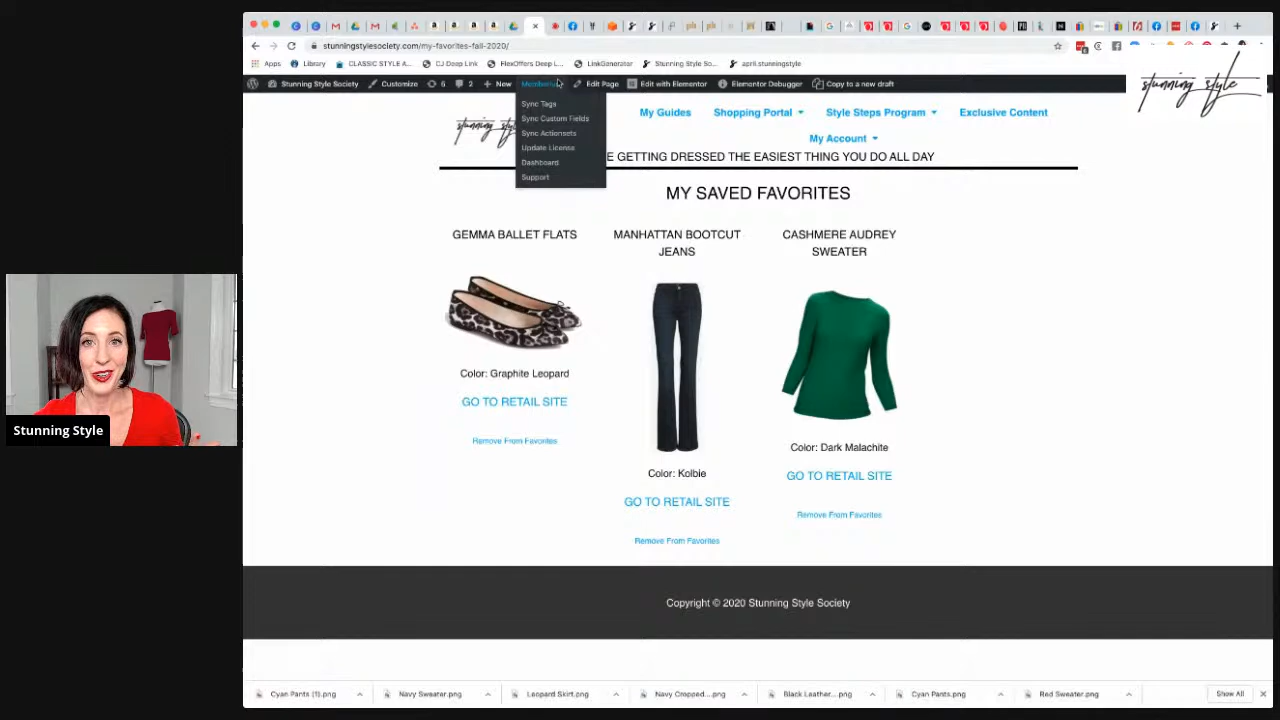 stunningstylesociety.com/my-favorites-fall-2020/
Apps Library CLASSIC STYLE A... CJ Deep Link FlexOffers Deep L... LinkGenerator Stunning Style So... april.stunningstyle
Stunning Style Society Customize 6 2 New Edit Page Edit with Elementor Elementor Debugger Copy to a new draft
stunning style
Sync Tags
Sync Custom Fields
Sync Actionsets
Update License
Dashboard
Support
My Guides Shopping Portal Style Steps Program Exclusive Content
My Account
E GETTING DRESSED THE EASIEST THING YOU DO ALL DAY
MY SAVED FAVORITES
GEMMA BALLET FLATS
Color: Graphite Leopard
GO TO RETAIL SITE
Remove From Favorites
MANHATTAN BOOTCUT
JEANS
Color: Kolbie
GO TO RETAIL SITE
Remove From Favorites
CASHMERE AUDREY
SWEATER
Color: Dark Malachite
GO TO RETAIL SITE
Remove From Favorites
Stunning Style
Copyright © 2020 Stunning Style Society
Cyan Pants (1).png Navy Sweater.png Leopard Skirt.png Navy Cropped....png Black Leather....png Cyan Pants.png Red Sweater.png Show All